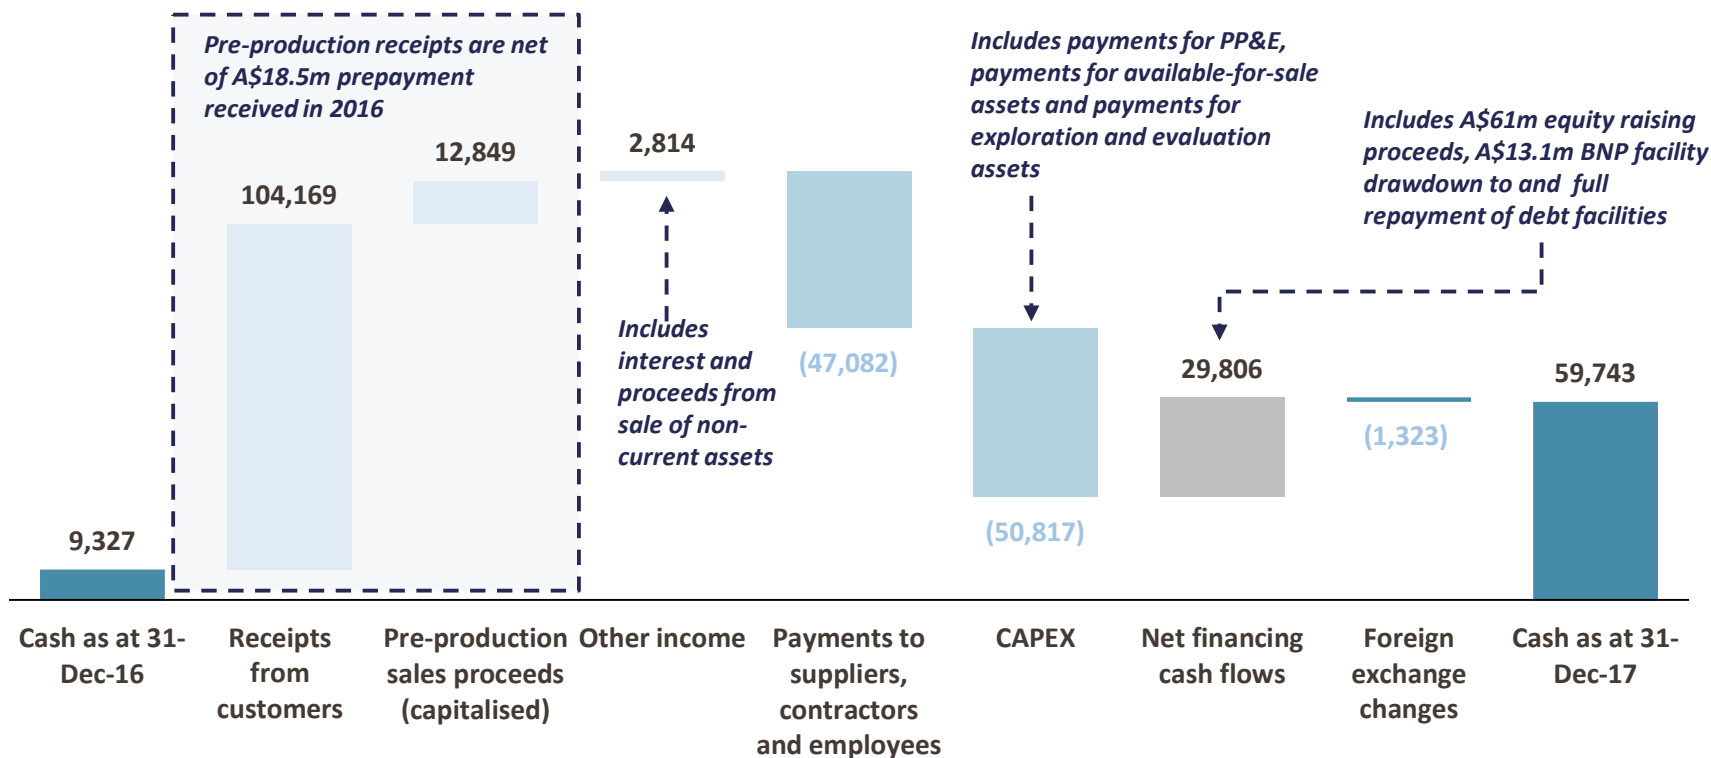 Pre-production receipts are net
of A$18.5m prepayment
received in 2016
Includes payments for PP&E,
payments for available-for-sale
assets and payments for
exploration and evaluation
assets
Includes A$61m equity raising
proceeds, A$13.1m BNP facility
drawdown to and full
repayment of debt facilities
Includes
interest and
proceeds from
sale of non-
current assets
9,327
104,169
12,849
2,814
(47,082)
(50,817)
29,806
(1,323)
59,743
Cash as at 31-
Dec-16
Receipts
from
customers
Pre-production
sales proceeds
(capitalised)
Other income
Payments to
suppliers,
contractors
and employees
CAPEX
Net financing
cash flows
Foreign
exchange
changes
Cash as at 31-
Dec-17